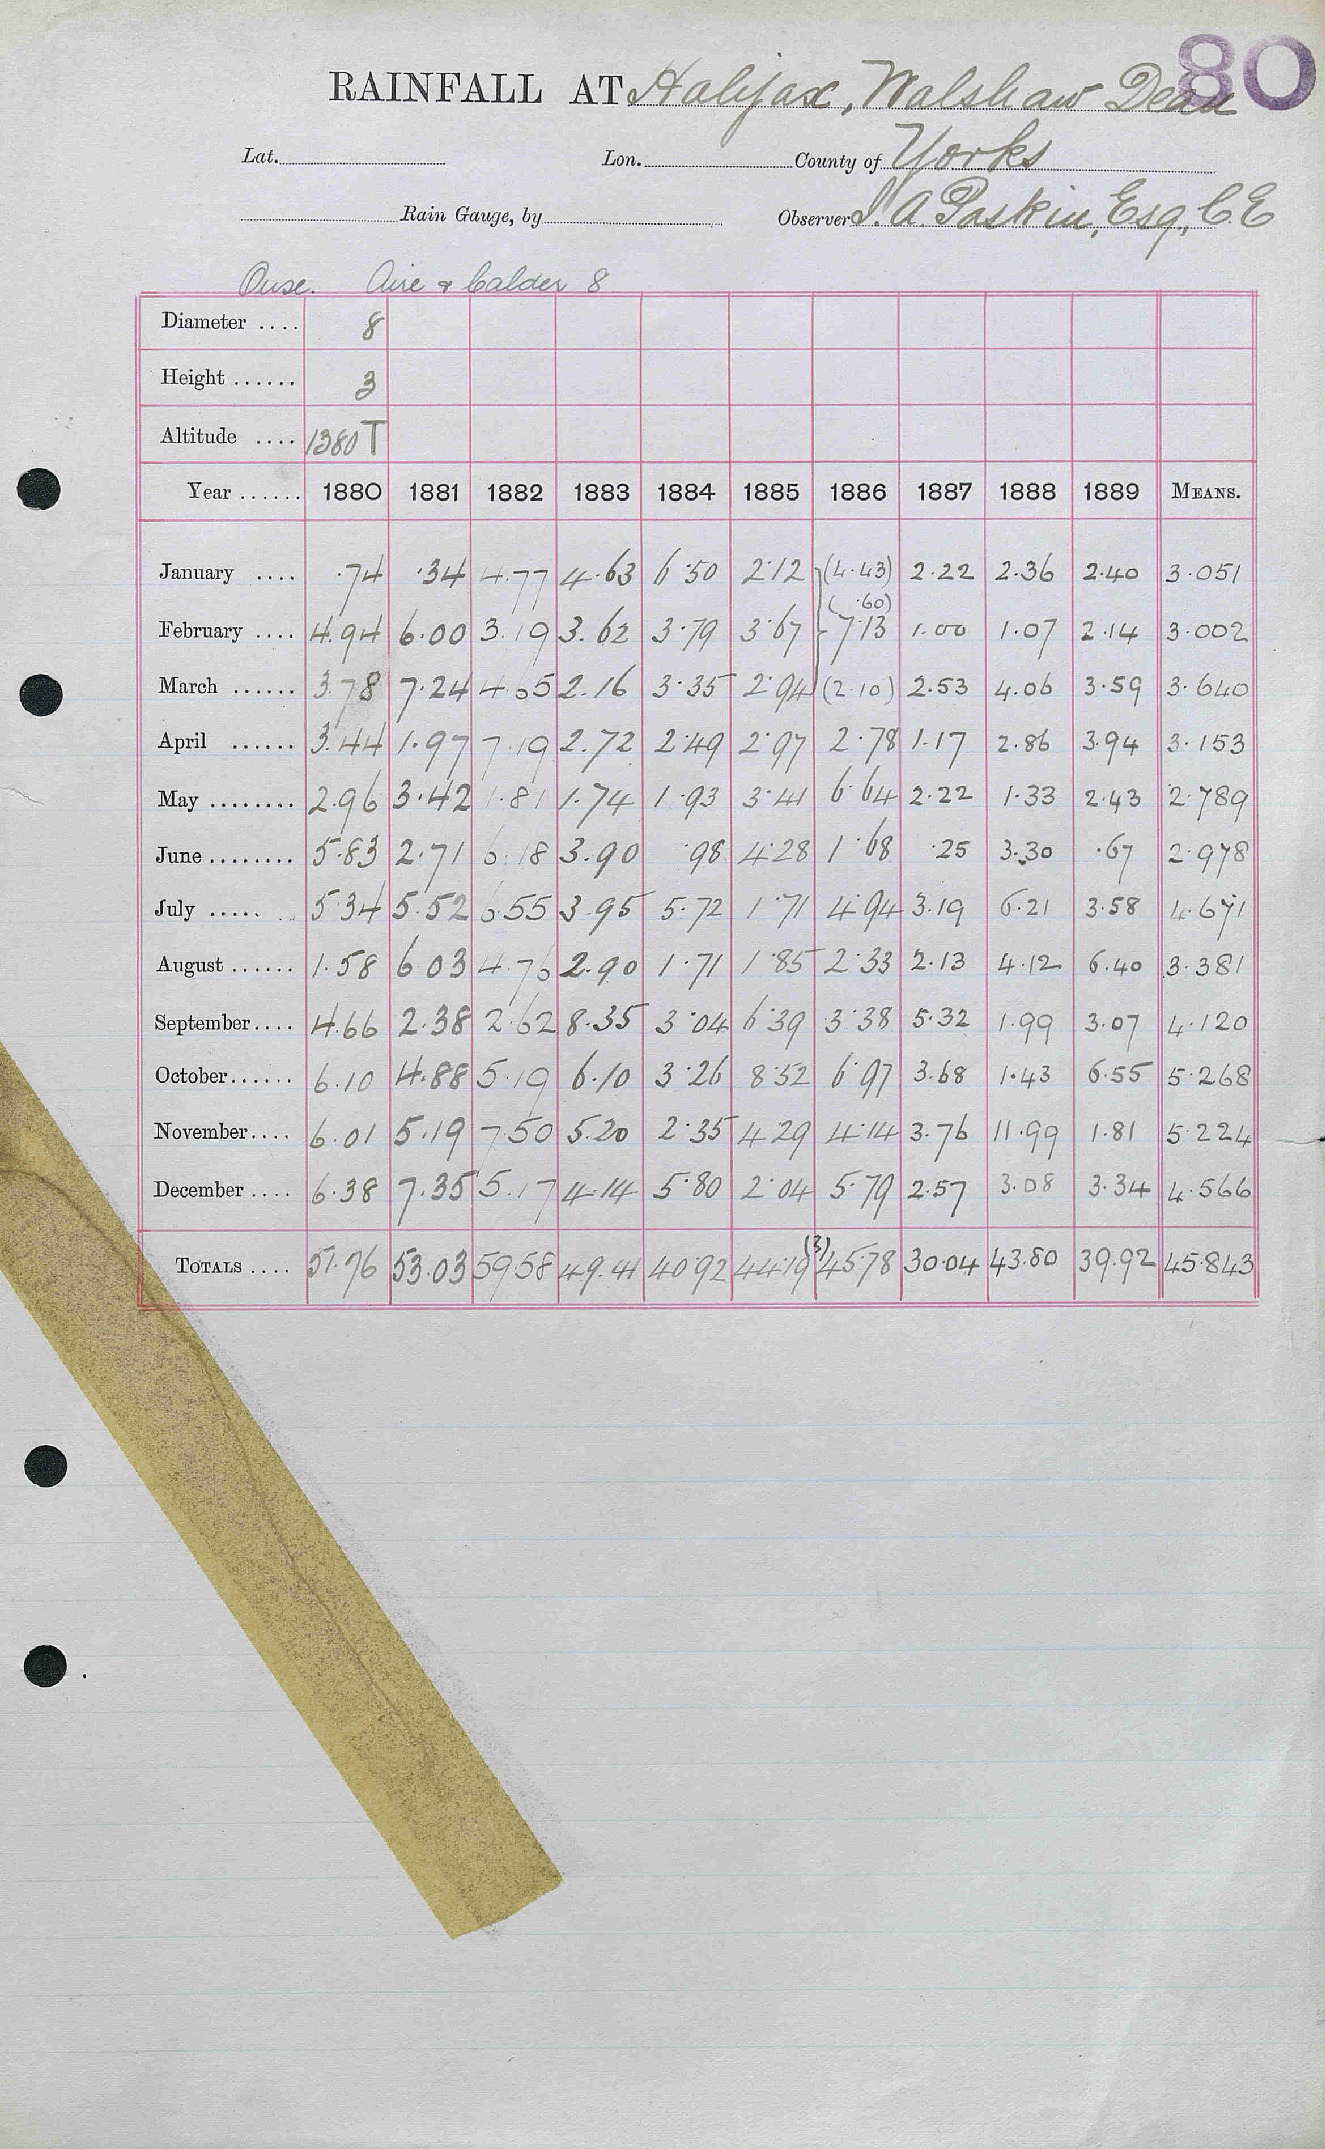 80
RAINFALL AT Halifax, Walshaw Dean
Lat. Lon. County of Yorks
Rain Gauge, by Observer J. A. Paskin, Esq., C.E
Ouse. Aire & Calder 8
Diameter .... 8
Height ...... 3
Altitude .... 1380 T
Year ...... 1880 1881 1882 1883 1884 1885 1886 1887 1888 1889 MEANS.
January .... .74 .34 4.77 4.63 6.50 2.12 (4.43) 2.22 2.36 2.40 3.051
( .60)
February .... 4.94 6.00 3.19 3.62 3.79 3.67 7.13 1.00 1.07 2.14 3.002
March ...... 3.78 7.24 4.65 2.16 3.35 2.94 (2.10) 2.53 4.06 3.59 3.640
April ...... 3.44 1.97 7.19 2.72 2.49 2.97 2.78 1.17 2.86 3.94 3.153
May ........ 2.96 3.42 1.81 1.74 1.93 3.41 6.64 2.22 1.33 2.43 2.789
June ........ 5.83 2.71 6.18 3.90 .98 4.28 1.68 .25 3.30 .67 2.978
July ..... 5.34 5.52 6.55 3.95 5.72 1.71 4.94 3.19 6.21 3.58 4.671
August ...... 1.58 6.03 4.76 2.90 1.71 1.85 2.33 2.13 4.12 6.40 3.381
September.... 4.66 2.38 2.62 8.35 3.04 6.39 3.38 5.32 1.99 3.07 4.120
October...... 6.10 4.88 5.19 6.10 3.26 8.52 6.97 3.68 1.43 6.55 5.268
November.... 6.01 5.19 7.50 5.20 2.35 4.29 4.14 3.76 11.99 1.81 5.224
December .... 6.38 7.35 5.17 4.14 5.80 2.04 5.79 2.57 3.08 3.34 4.566
TOTALS .... 51.76 53.03 59.58 49.41 40.92 44.19 (3) 45.78 30.04 43.80 39.92 45.843